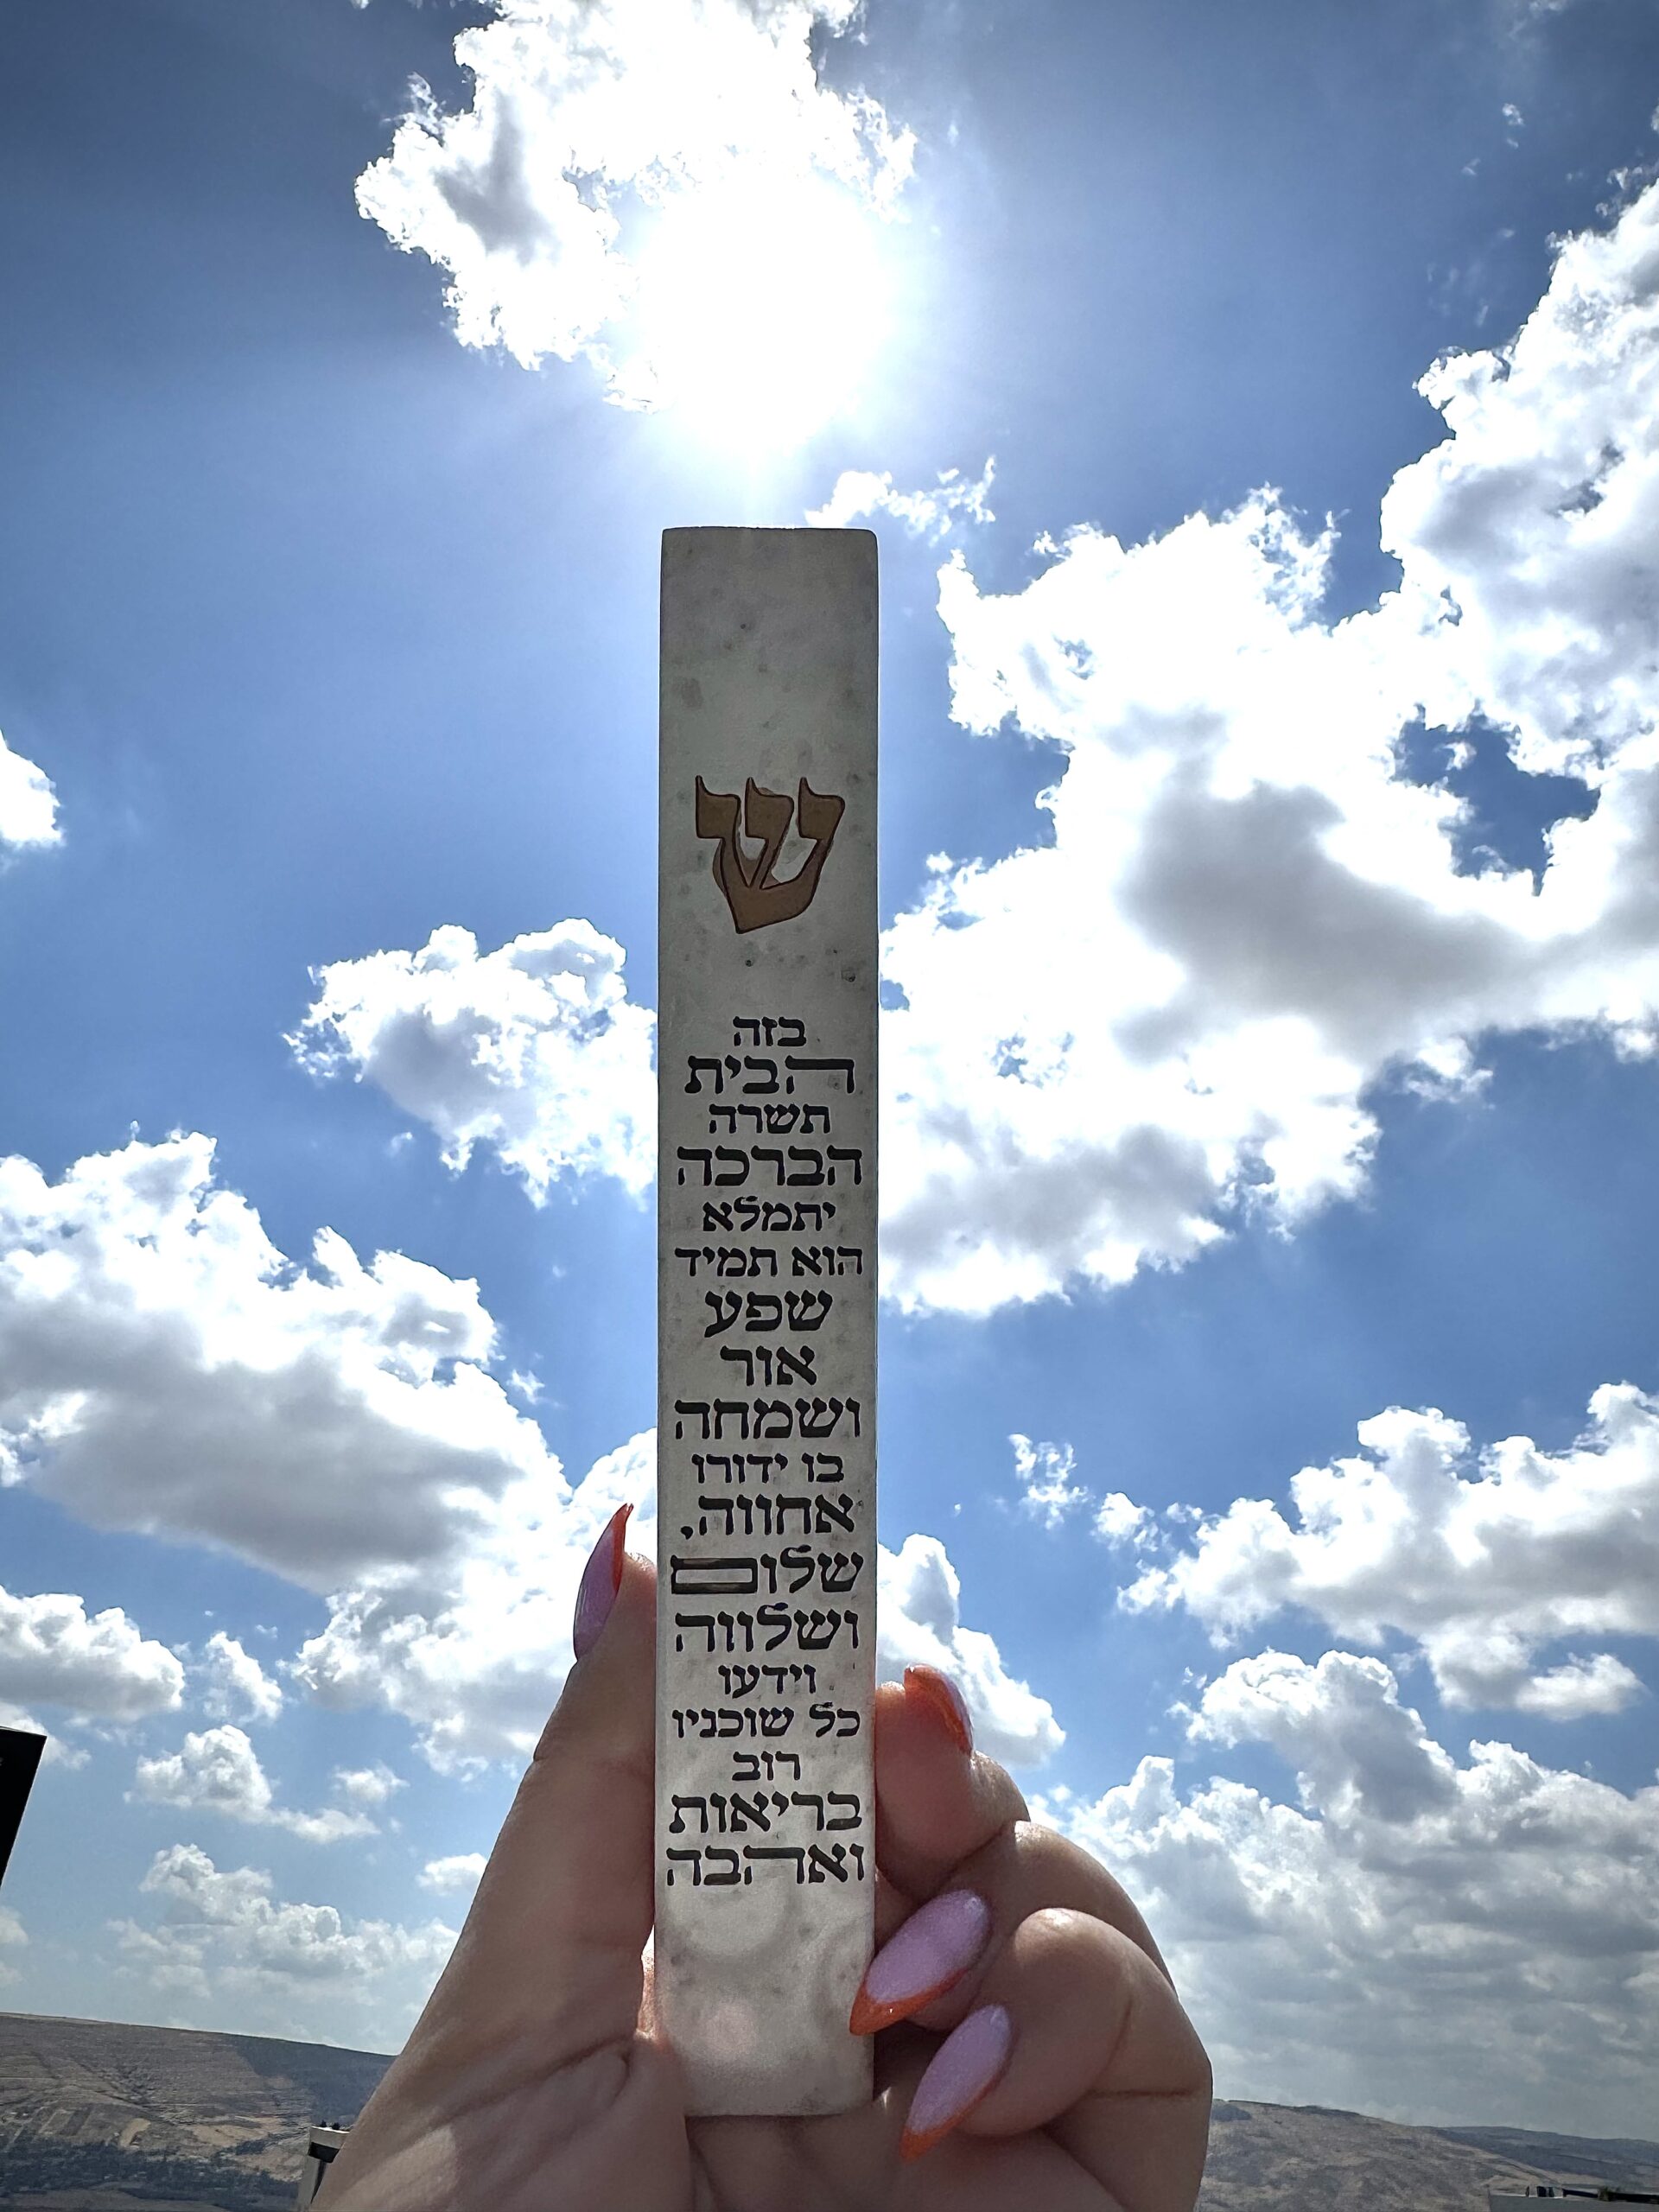 ש
בזה
הבית
תשרה
הברכה
יתמלא
הוא תמיד
שפע
אור
ושמחה
בו ידורו
אחווה,
שלום
ושלווה
וידעו
כל שוכניו
רוב
בריאות
ואהבה